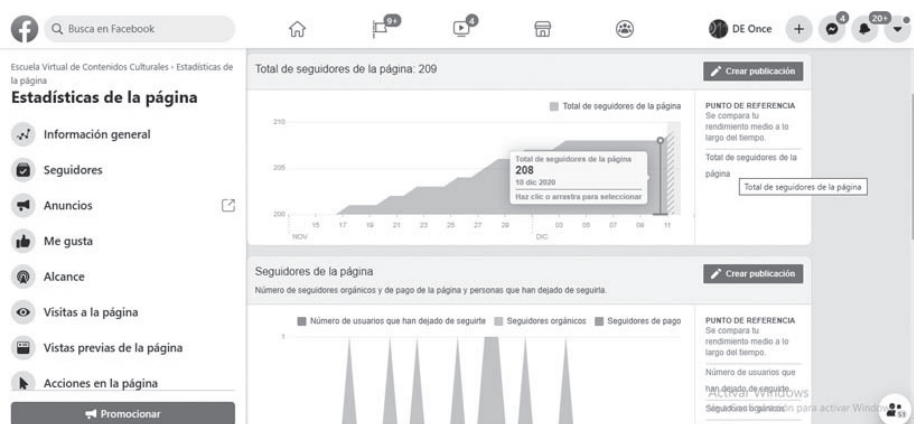 Busca en Facebook
9+
4
DE Once
4
20+
Escuela Virtual de Contenidos Culturales › Estadísticas de
la página
Estadísticas de la página
Información general
Seguidores
Anuncios
Me gusta
Alcance
Visitas a la página
Vistas previas de la página
Acciones en la página
Promocionar
Total de seguidores de la página: 209
Crear publicación
Total de seguidores de la página
210
205
200
15 17 19 21 23 25 27 29 03 05 07 09 11
NOV DIC
Total de seguidores de la página
208
10 dic 2020
Haz clic o arrastra para seleccionar
PUNTO DE REFERENCIA
Se compara tu
rendimiento medio a lo
largo del tiempo.
Total de seguidores de la
página
Total de seguidores de la página
Seguidores de la página
Número de seguidores orgánicos y de pago de la página y personas que han dejado de seguirla.
Crear publicación
Número de usuarios que han dejado de seguirte Seguidores orgánicos Seguidores de pago
1
PUNTO DE REFERENCIA
Se compara tu
rendimiento medio a lo
largo del tiempo.
Número de usuarios que
han dejado de seguirte
Seguidores orgánicos
Activar Windows
para activar Windows
53